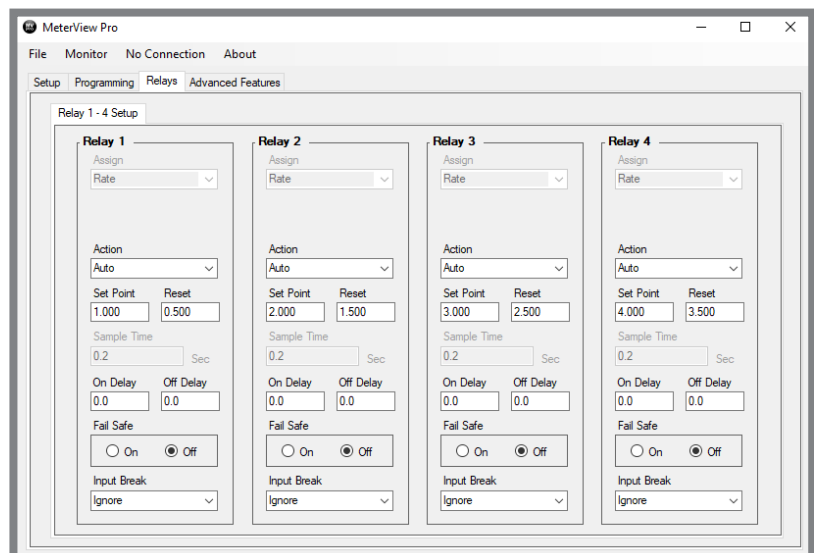 MeterView Pro
File Monitor No Connection About
Setup Programming Relays Advanced Features
Relay 1 - 4 Setup
Relay 1
Assign
Rate
Action
Auto
Set Point Reset
1.000 0.500
Sample Time
0.2 Sec
On Delay Off Delay
0.0 0.0
Fail Safe
On Off
Input Break
Ignore
Relay 2
Assign
Rate
Action
Auto
Set Point Reset
2.000 1.500
Sample Time
0.2 Sec
On Delay Off Delay
0.0 0.0
Fail Safe
On Off
Input Break
Ignore
Relay 3
Assign
Rate
Action
Auto
Set Point Reset
3.000 2.500
Sample Time
0.2 Sec
On Delay Off Delay
0.0 0.0
Fail Safe
On Off
Input Break
Ignore
Relay 4
Assign
Rate
Action
Auto
Set Point Reset
4.000 3.500
Sample Time
0.2 Sec
On Delay Off Delay
0.0 0.0
Fail Safe
On Off
Input Break
Ignore